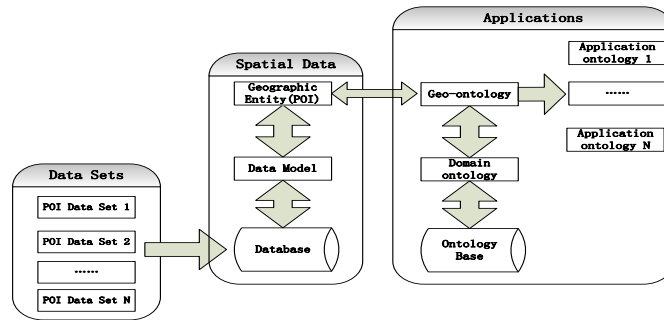 Applications
Spatial Data
Application
ontology 1
Geographic
Entity(POI)
Geo-ontology
······
Application
ontology N
Data Model
Domain
ontology
Data Sets
POI Data Set 1
POI Data Set 2
······
POI Data Set N
Database
Ontology
Base